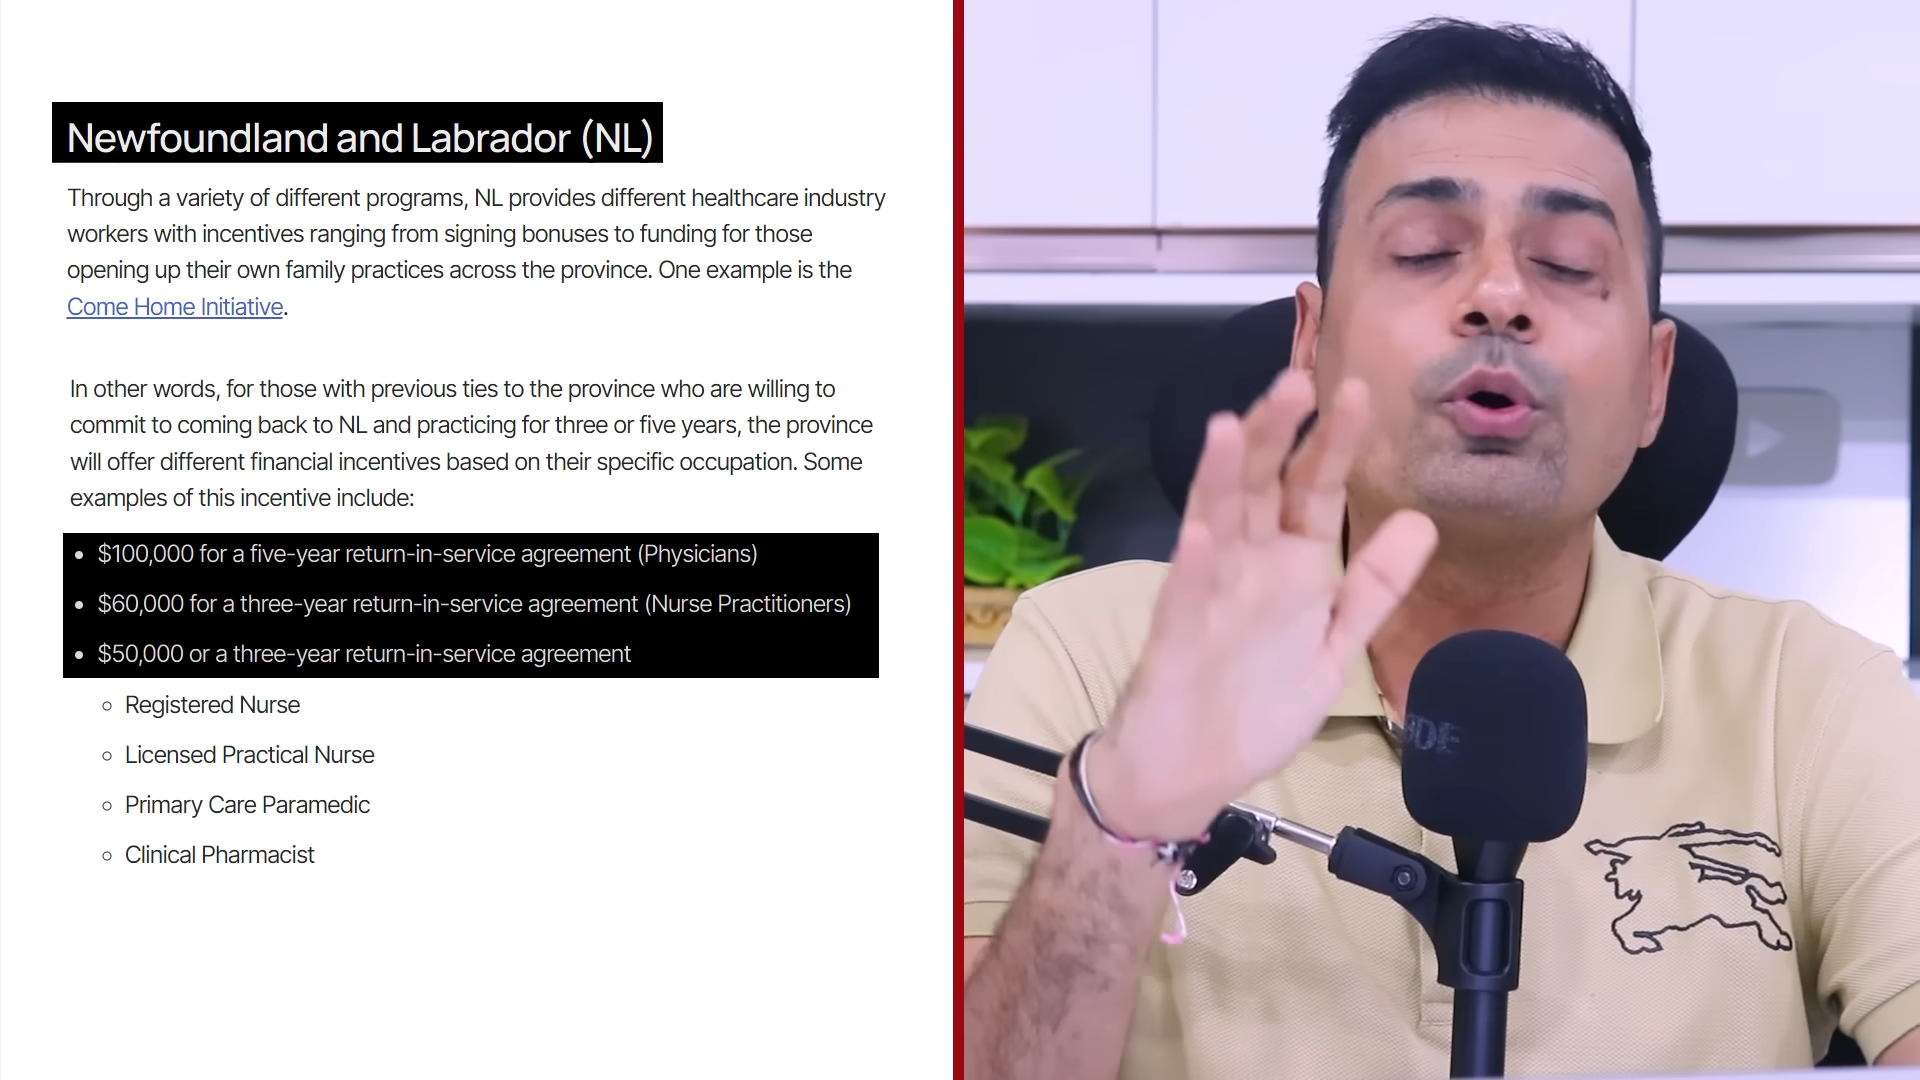 Newfoundland and Labrador (NL)
Through a variety of different programs, NL provides different healthcare industry
workers with incentives ranging from signing bonuses to funding for those
opening up their own family practices across the province. One example is the
Come Home Initiative.
In other words, for those with previous ties to the province who are willing to
commit to coming back to NL and practicing for three or five years, the province
will offer different financial incentives based on their specific occupation. Some
examples of this incentive include:
• $100,000 for a five-year return-in-service agreement (Physicians)
• $60,000 for a three-year return-in-service agreement (Nurse Practitioners)
• $50,000 or a three-year return-in-service agreement
◦ Registered Nurse
◦ Licensed Practical Nurse
◦ Primary Care Paramedic
◦ Clinical Pharmacist